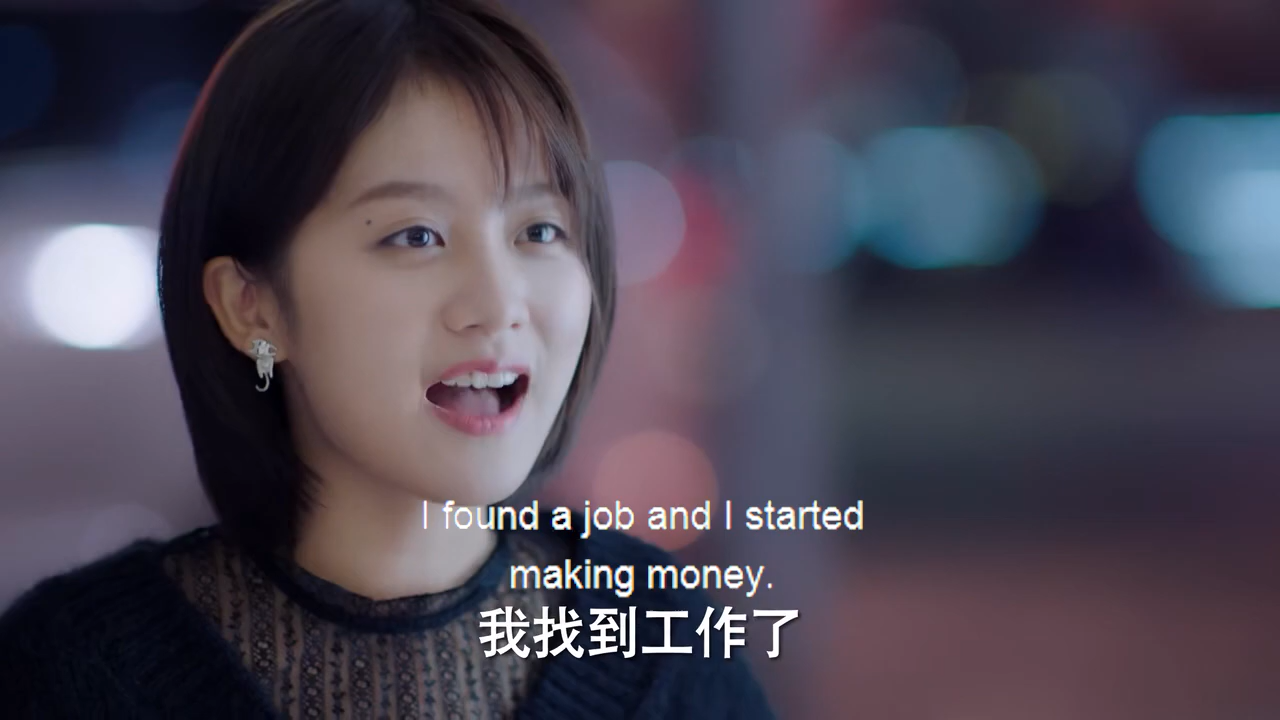 I found a job and I started
making money.
我找到工作了